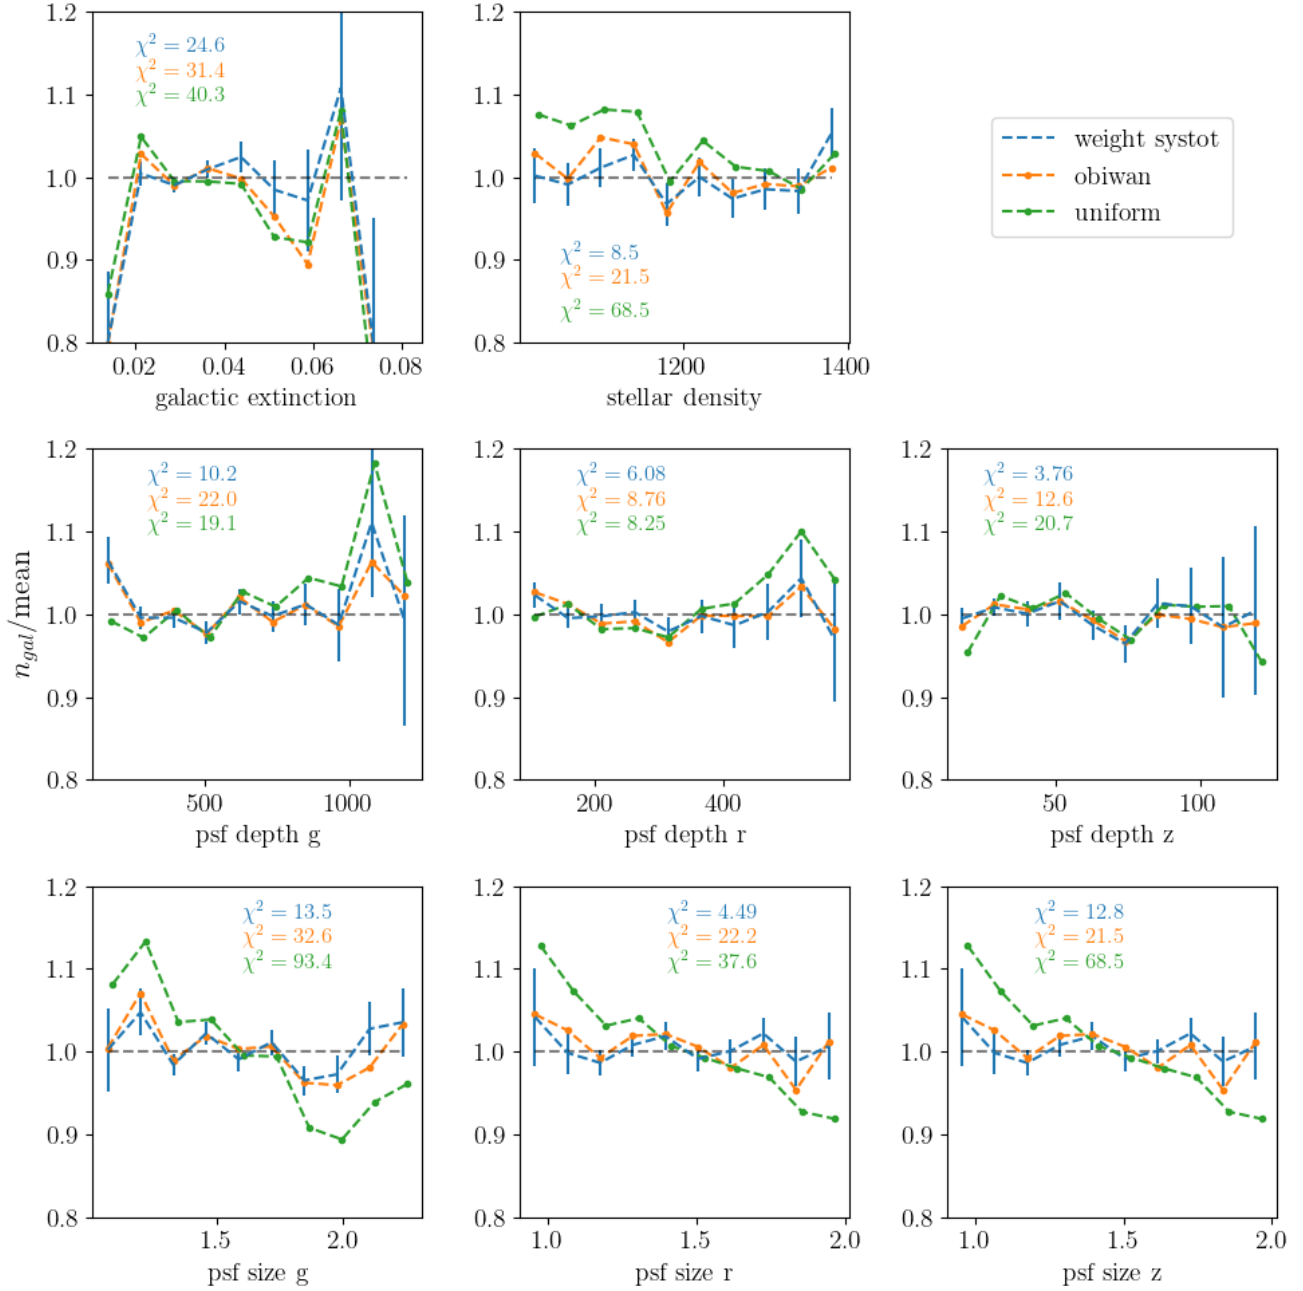 1.2
1.1
1.0
0.9
0.8
χ² = 24.6
χ² = 31.4
χ² = 40.3
0.02 0.04 0.06 0.08
galactic extinction
1.2
1.1
1.0
0.9
0.8
χ² = 8.5
χ² = 21.5
χ² = 68.5
1200 1400
stellar density
weight systot
obiwan
uniform
n_gal/mean
1.2
1.1
1.0
0.9
0.8
χ² = 10.2
χ² = 22.0
χ² = 19.1
500 1000
psf depth g
1.2
1.1
1.0
0.9
0.8
χ² = 6.08
χ² = 8.76
χ² = 8.25
200 400
psf depth r
1.2
1.1
1.0
0.9
0.8
χ² = 3.76
χ² = 12.6
χ² = 20.7
50 100
psf depth z
1.2
1.1
1.0
0.9
0.8
χ² = 13.5
χ² = 32.6
χ² = 93.4
1.5 2.0
psf size g
1.2
1.1
1.0
0.9
0.8
χ² = 4.49
χ² = 22.2
χ² = 37.6
1.0 1.5 2.0
psf size r
1.2
1.1
1.0
0.9
0.8
χ² = 12.8
χ² = 21.5
χ² = 68.5
1.0 1.5 2.0
psf size z